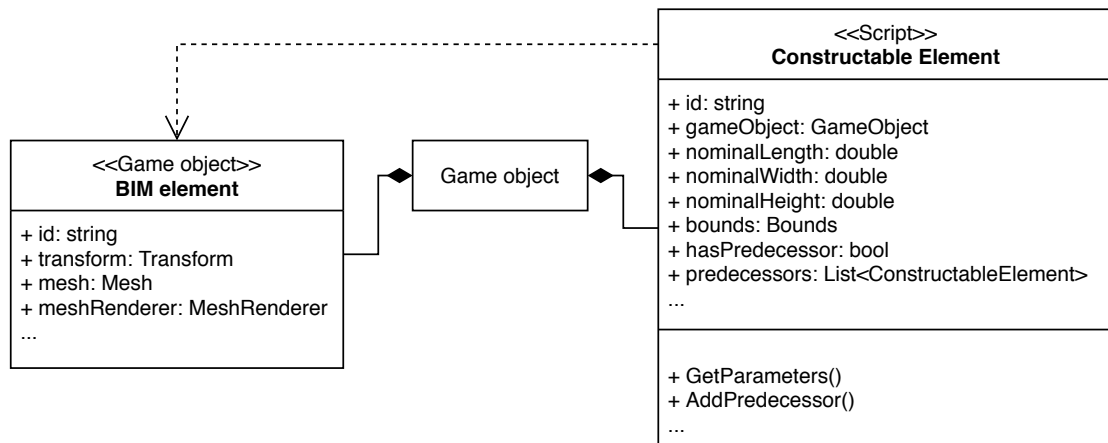 <<Game object>>
BIM element
+ id: string
+ transform: Transform
+ mesh: Mesh
+ meshRenderer: MeshRenderer
...
Game object
<<Script>>
Constructable Element
+ id: string
+ gameObject: GameObject
+ nominalLength: double
+ nominalWidth: double
+ nominalHeight: double
+ bounds: Bounds
+ hasPredecessor: bool
+ predecessors: List<ConstructableElement>
...
+ GetParameters()
+ AddPredecessor()
...